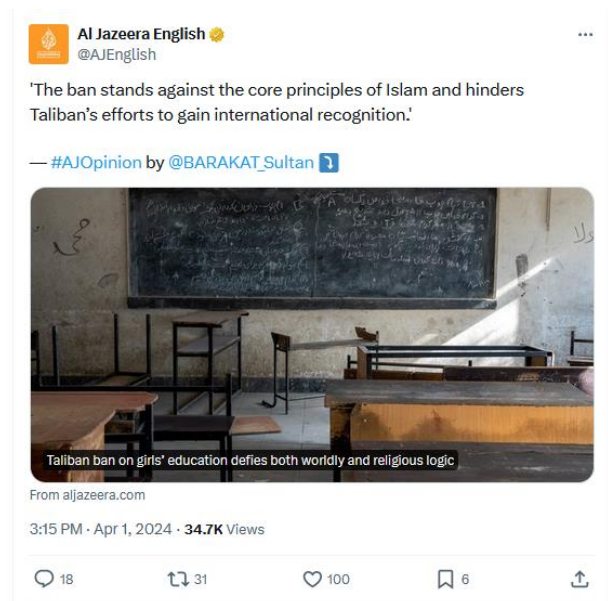 Al Jazeera English
@AJEnglish
'The ban stands against the core principles of Islam and hinders
Taliban’s efforts to gain international recognition.'
— #AJOpinion by @BARAKAT_Sultan
Taliban ban on girls’ education defies both worldly and religious logic
From aljazeera.com
3:15 PM · Apr 1, 2024 · 34.7K Views
18 31 100 6